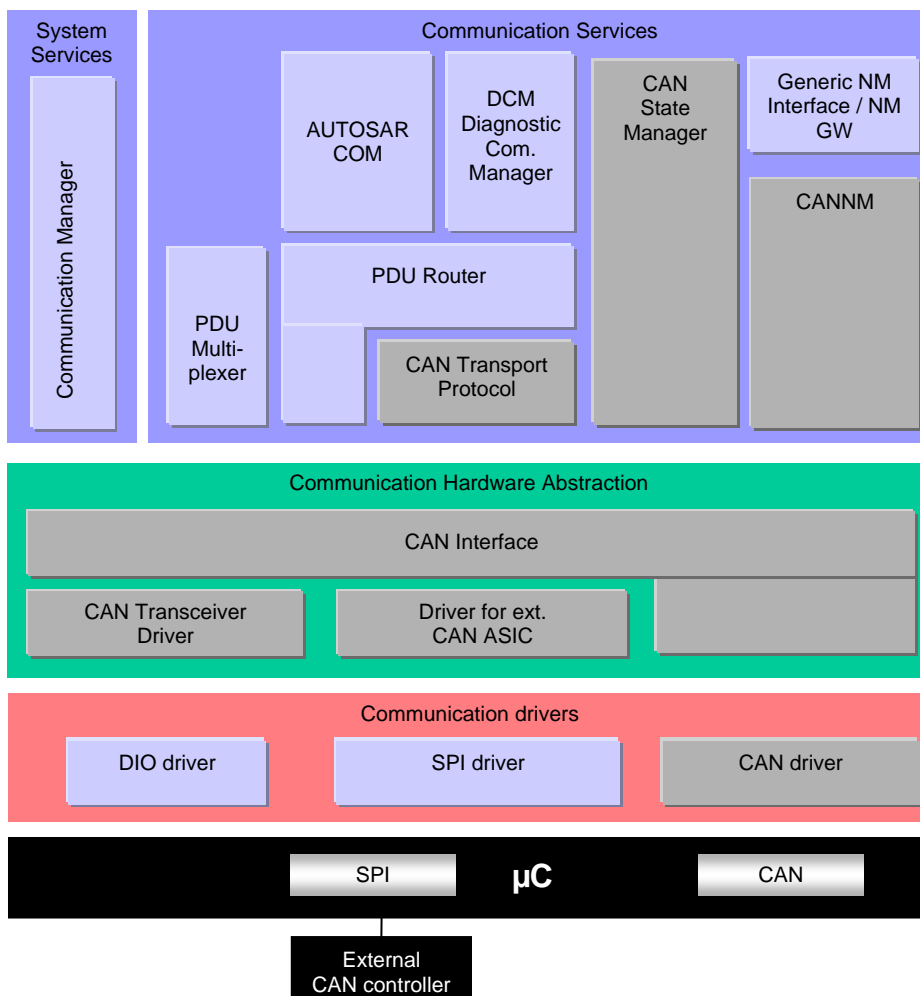 System
Services
Communication Manager
Communication Services
AUTOSAR
COM
DCM
Diagnostic
Com.
Manager
CAN
State
Manager
Generic NM
Interface / NM
GW
CANNM
PDU Router
PDU
Multi-
plexer
CAN Transport
Protocol
Communication Hardware Abstraction
CAN Interface
CAN Transceiver
Driver
Driver for ext.
CAN ASIC
Communication drivers
DIO driver
SPI driver
CAN driver
SPI
µC
CAN
External
CAN controller